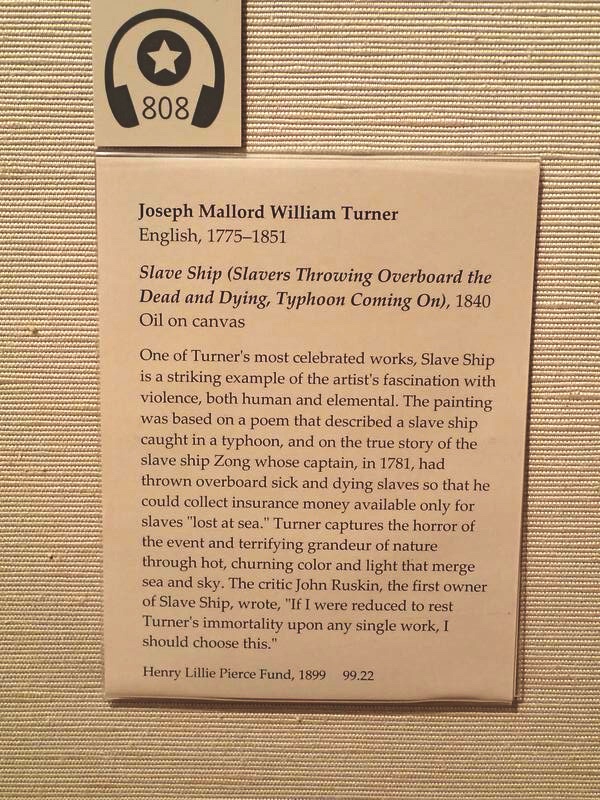 808
Joseph Mallord William Turner
English, 1775–1851
Slave Ship (Slavers Throwing Overboard the
Dead and Dying, Typhoon Coming On), 1840
Oil on canvas
One of Turner's most celebrated works, Slave Ship
is a striking example of the artist's fascination with
violence, both human and elemental. The painting
was based on a poem that described a slave ship
caught in a typhoon, and on the true story of the
slave ship Zong whose captain, in 1781, had
thrown overboard sick and dying slaves so that he
could collect insurance money available only for
slaves "lost at sea." Turner captures the horror of
the event and terrifying grandeur of nature
through hot, churning color and light that merge
sea and sky. The critic John Ruskin, the first owner
of Slave Ship, wrote, "If I were reduced to rest
Turner's immortality upon any single work, I
should choose this."
Henry Lillie Pierce Fund, 1899 99.22